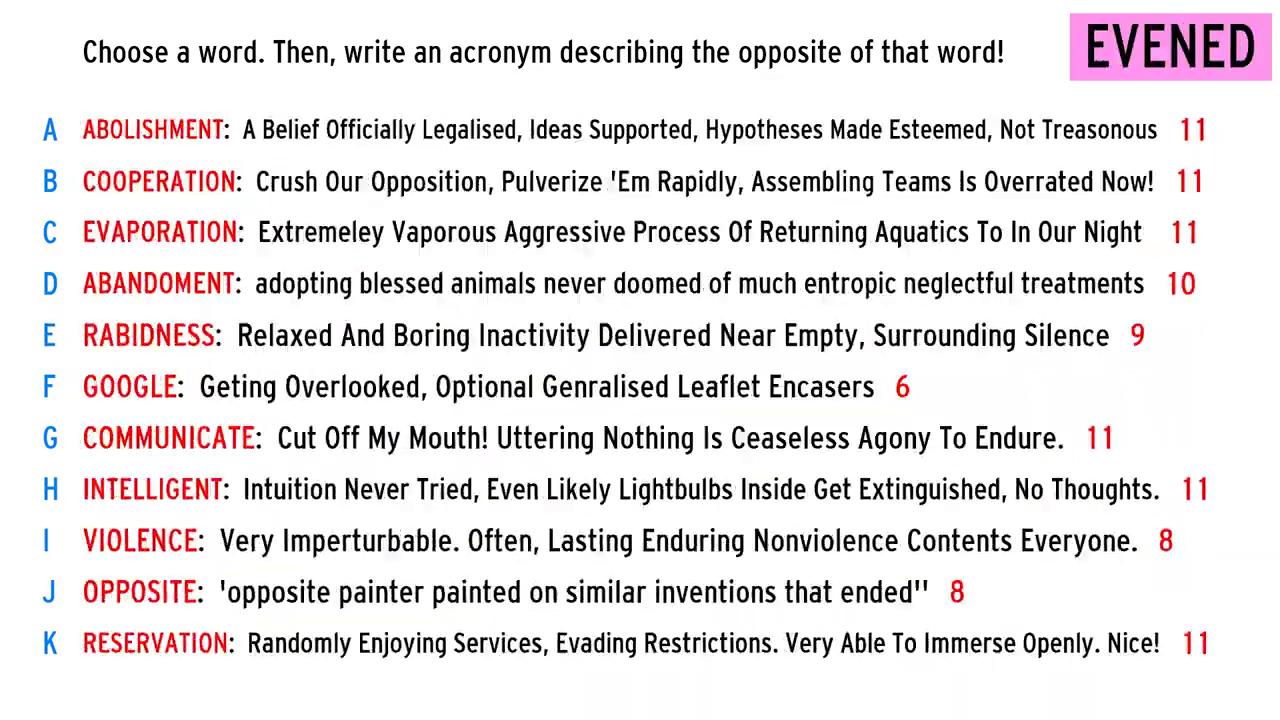 Choose a word. Then, write an acronym describing the opposite of that word!
EVENED
A ABOLISHMENT: A Belief Officially Legalised, Ideas Supported, Hypotheses Made Esteemed, Not Treasonous 11
B COOPERATION: Crush Our Opposition, Pulverize 'Em Rapidly, Assembling Teams Is Overrated Now! 11
C EVAPORATION: Extremeley Vaporous Aggressive Process Of Returning Aquatics To In Our Night 11
D ABANDOMENT: adopting blessed animals never doomed of much entropic neglectful treatments 10
E RABIDNESS: Relaxed And Boring Inactivity Delivered Near Empty, Surrounding Silence 9
F GOOGLE: Geting Overlooked, Optional Genralised Leaflet Encasers 6
G COMMUNICATE: Cut Off My Mouth! Uttering Nothing Is Ceaseless Agony To Endure. 11
H INTELLIGENT: Intuition Never Tried, Even Likely Lightbulbs Inside Get Extinguished, No Thoughts. 11
I VIOLENCE: Very Imperturbable. Often, Lasting Enduring Nonviolence Contents Everyone. 8
J OPPOSITE: 'opposite painter painted on similar inventions that ended" 8
K RESERVATION: Randomly Enjoying Services, Evading Restrictions. Very Able To Immerse Openly. Nice! 11